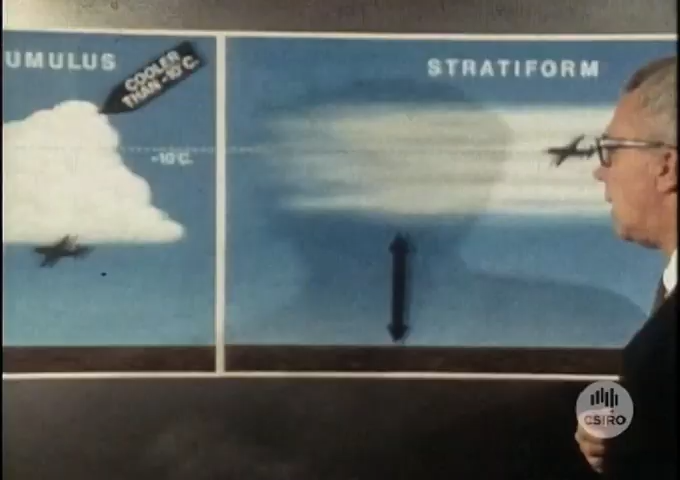 UMULUS
COOLER
THAN -10°C.
STRATIFORM
-10°C.
CSIRO